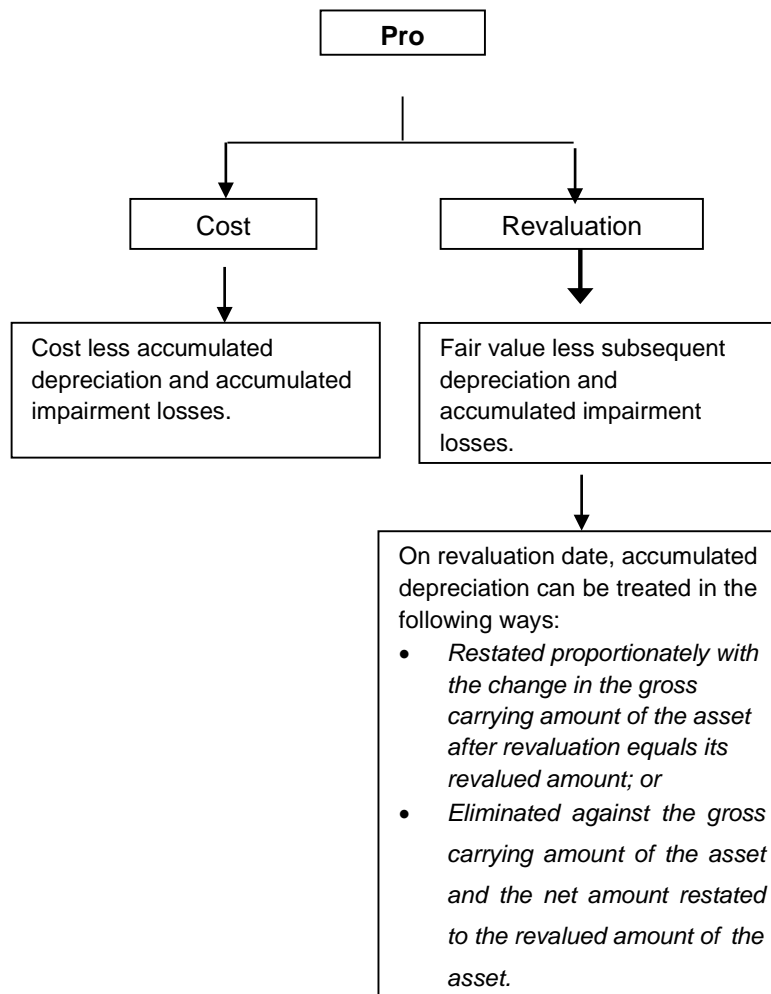 Pro
Cost
Revaluation
Cost less accumulated
depreciation and accumulated
impairment losses.
Fair value less subsequent
depreciation and
accumulated impairment
losses.
On revaluation date, accumulated
depreciation can be treated in the
following ways:
• Restated proportionately with
the change in the gross
carrying amount of the asset
after revaluation equals its
revalued amount; or
• Eliminated against the gross
carrying amount of the asset
and the net amount restated
to the revalued amount of the
asset.